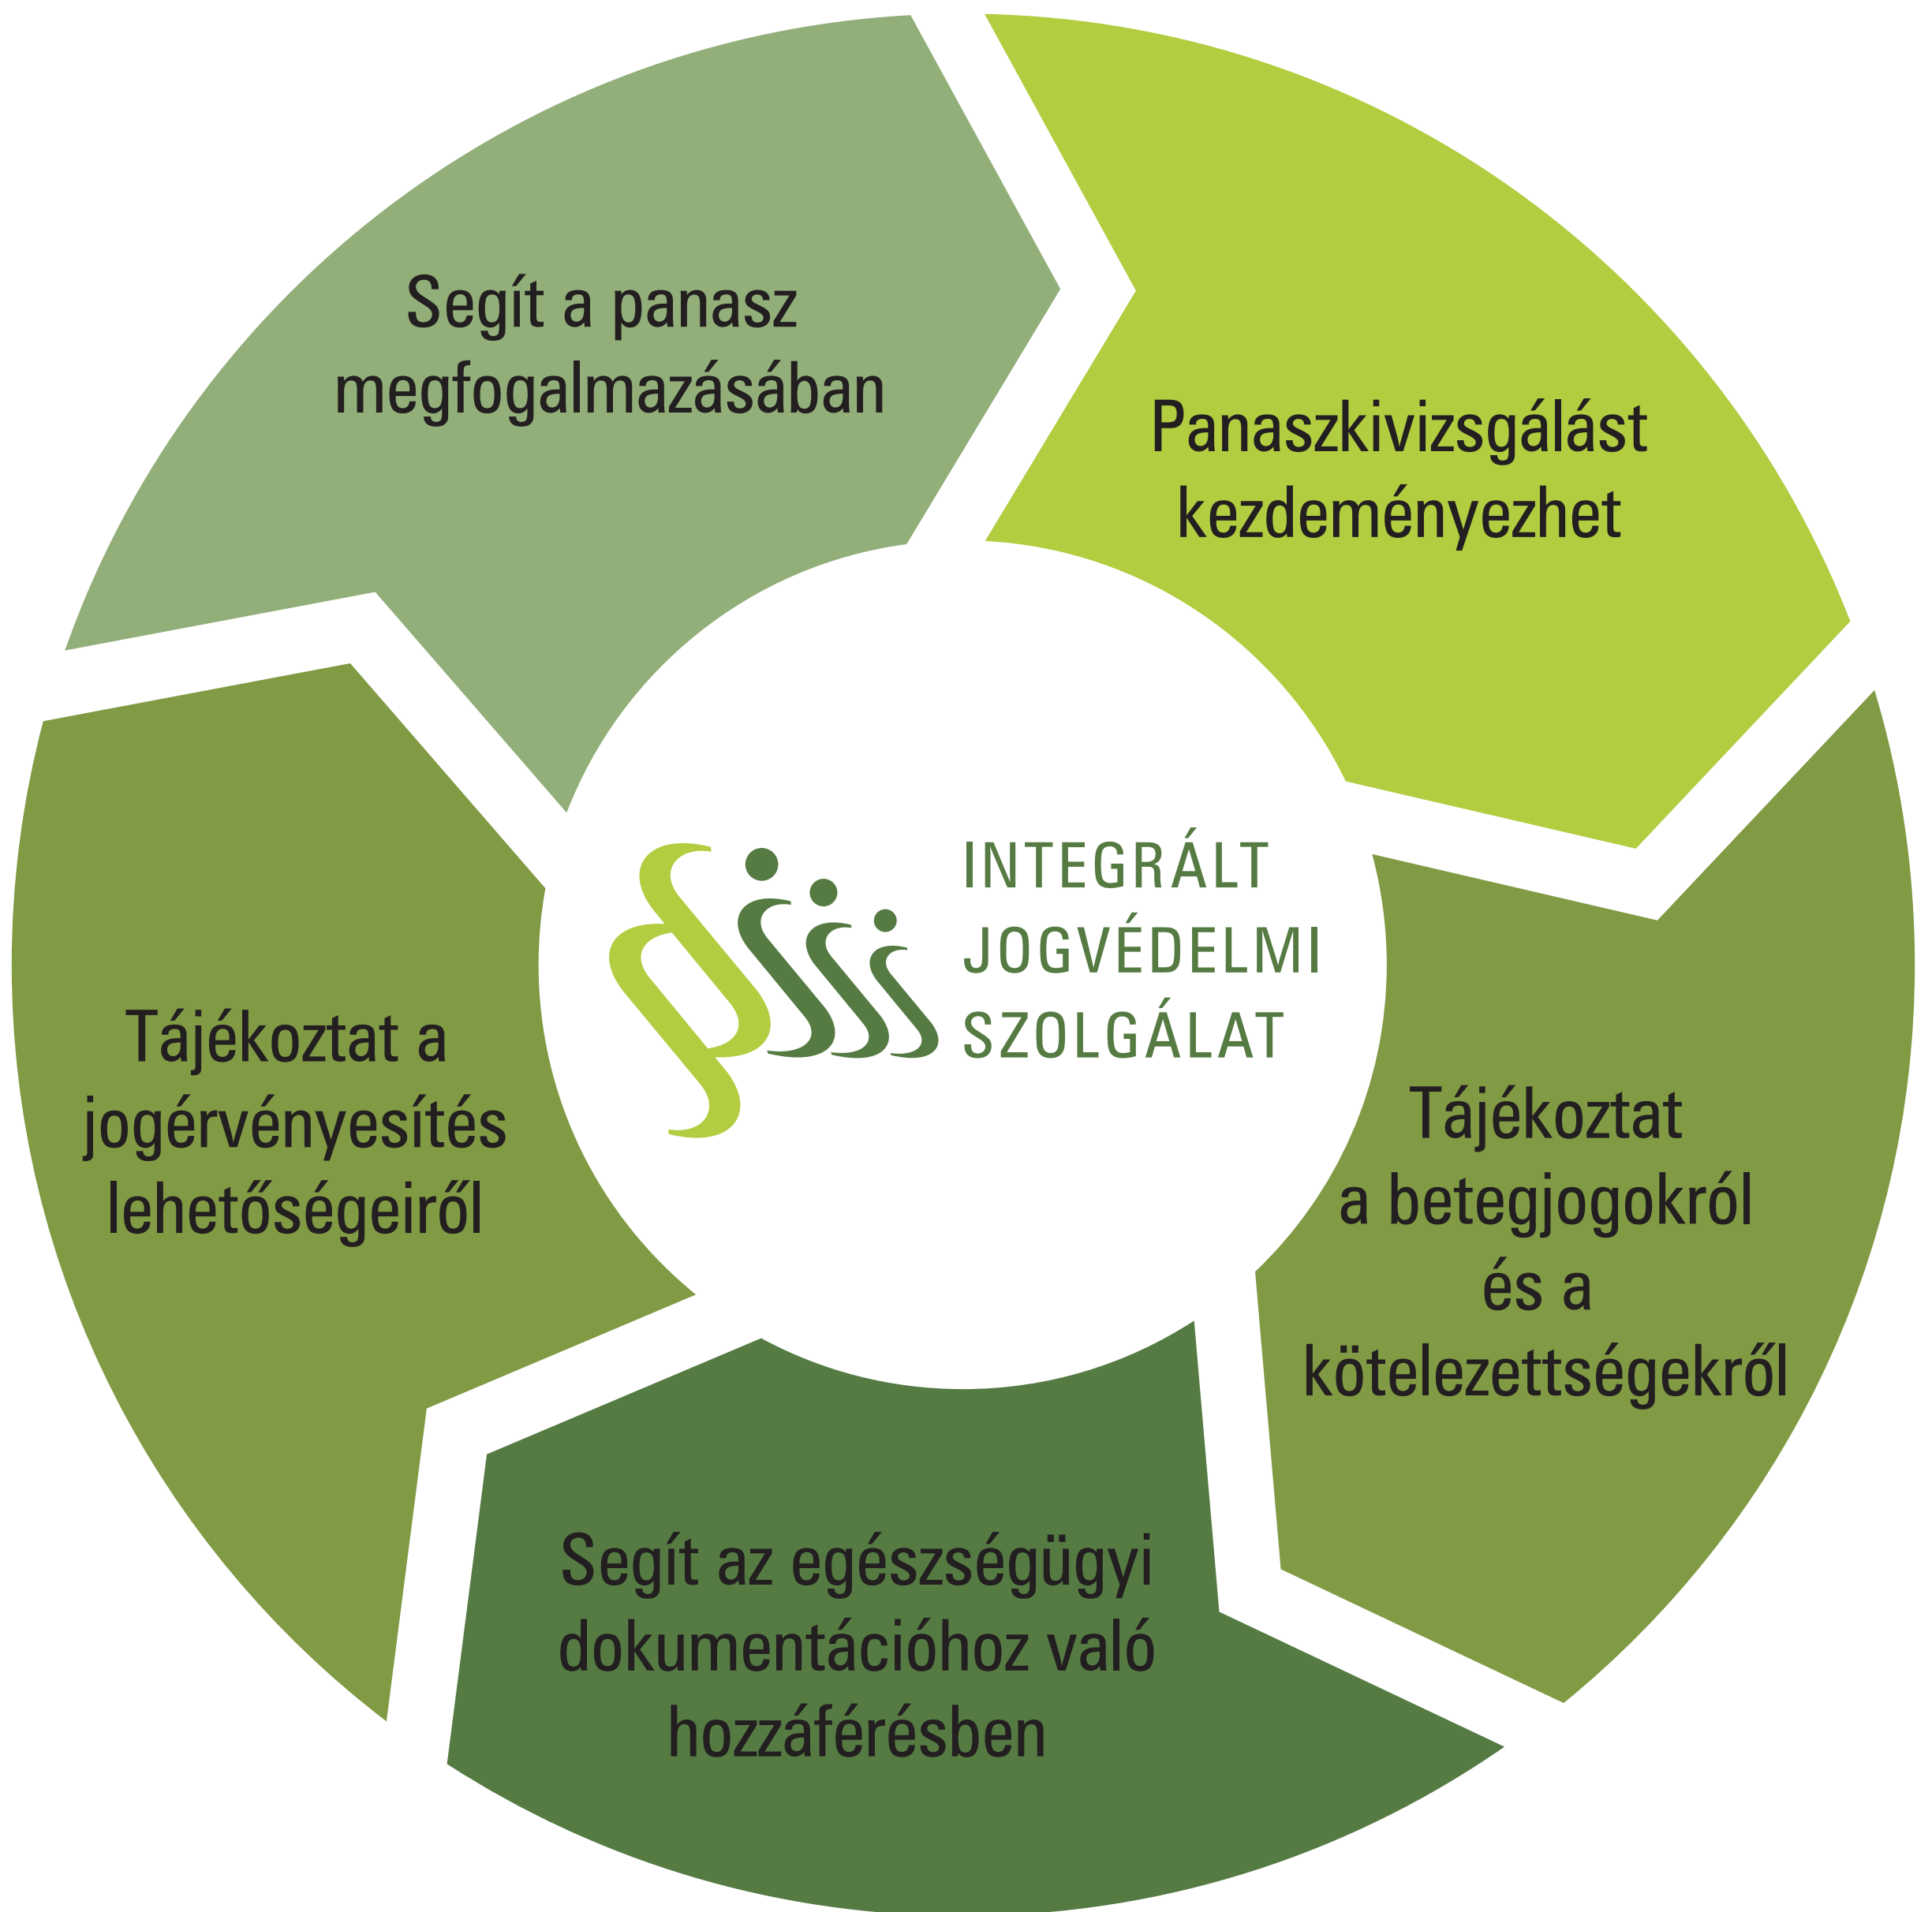 Segít a panasz
megfogalmazásában
Panaszkivizsgálást
kezdeményezhet
INTEGRÁLT
JOGVÉDELMI
SZOLGÁLAT
Tájékoztat a
jogérvényesítés
lehetőségeiről
Tájékoztat
a betegjogokról
és a
kötelezettségekről
Segít az egészségügyi
dokumentációhoz való
hozzáférésben